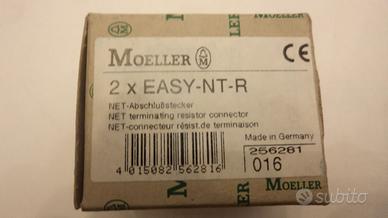 MOELLER
CE
2 x EASY-NT-R
NET-Abschlußstecker
NET terminating resistor connector
NET-connecteur résist.de terminaison
Made in Germany
256281
016
4 015082 562816
MOELLER
subito